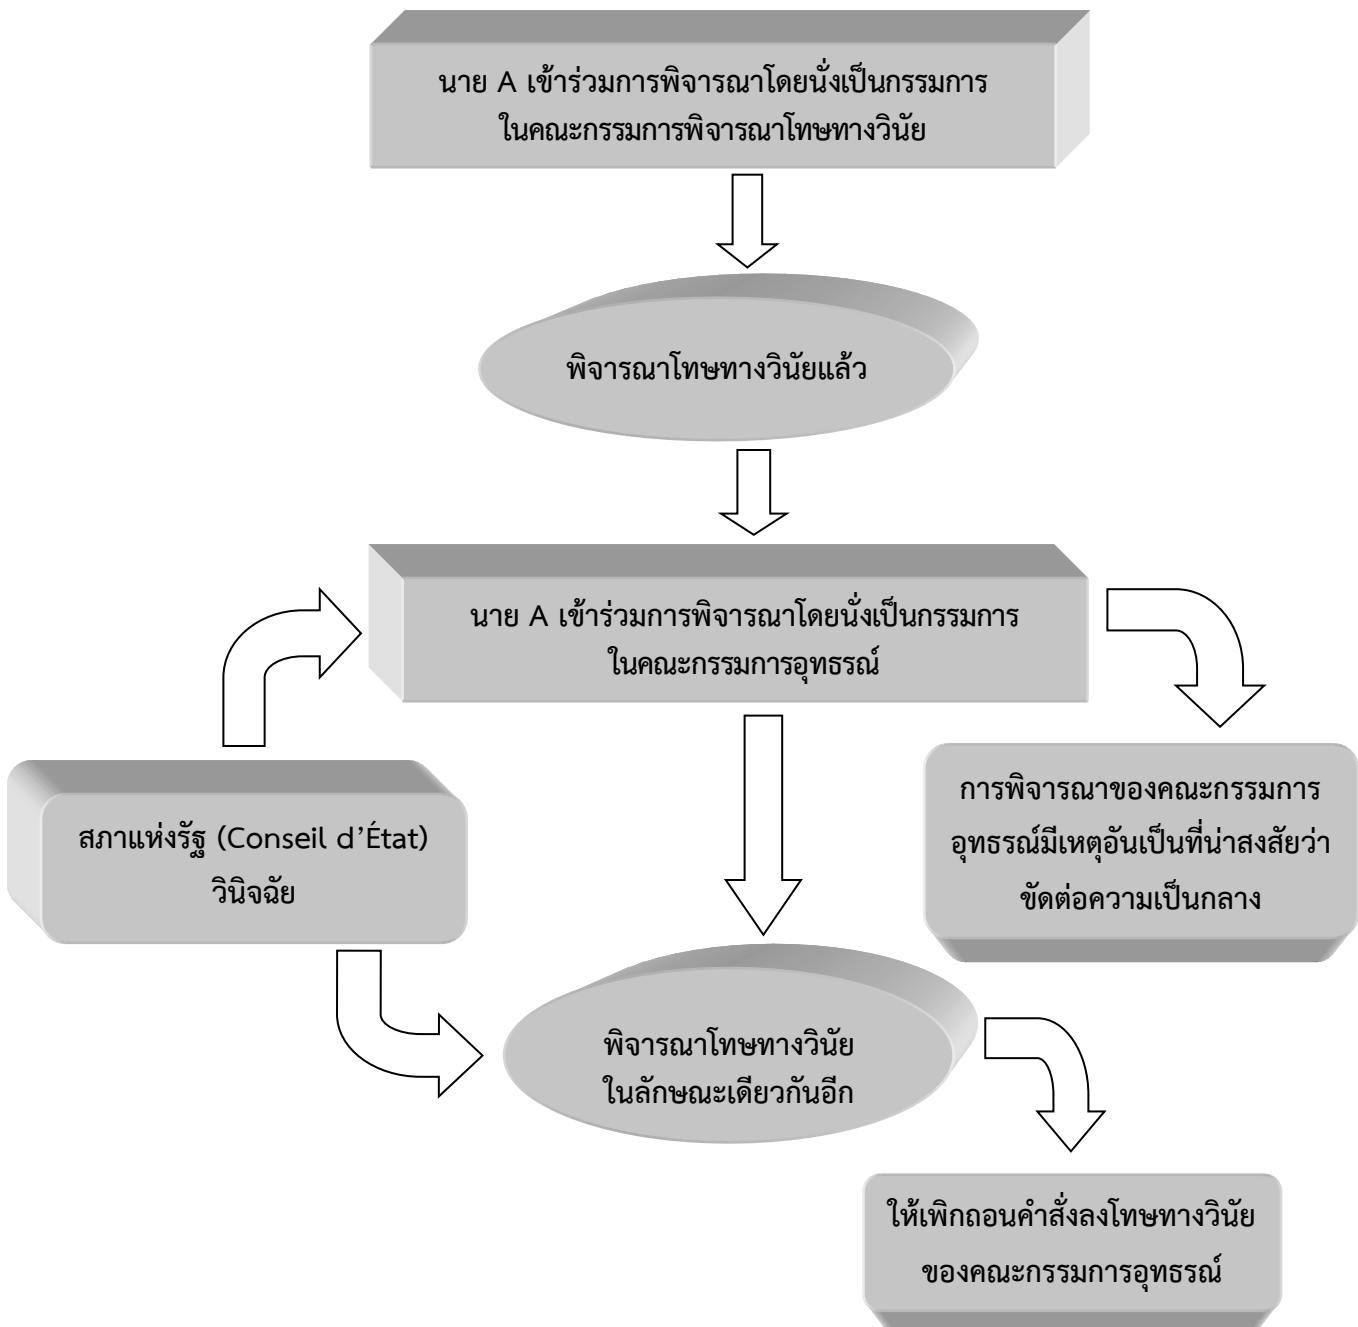 นาย A เข้าร่วมการพิจารณาโดยนั่งเป็นกรรมการ
ในคณะกรรมการพิจารณาโทษทางวินัย
พิจารณาโทษทางวินัยแล้ว
นาย A เข้าร่วมการพิจารณาโดยนั่งเป็นกรรมการ
ในคณะกรรมการอุทธรณ์
สภาแห่งรัฐ (Conseil d’État)
วินิจฉัย
การพิจารณาของคณะกรรมการ
อุทธรณ์มีเหตุอันเป็นที่น่าสงสัยว่า
ขัดต่อความเป็นกลาง
พิจารณาโทษทางวินัย
ในลักษณะเดียวกันอีก
ให้เพิกถอนคำสั่งลงโทษทางวินัย
ของคณะกรรมการอุทธรณ์